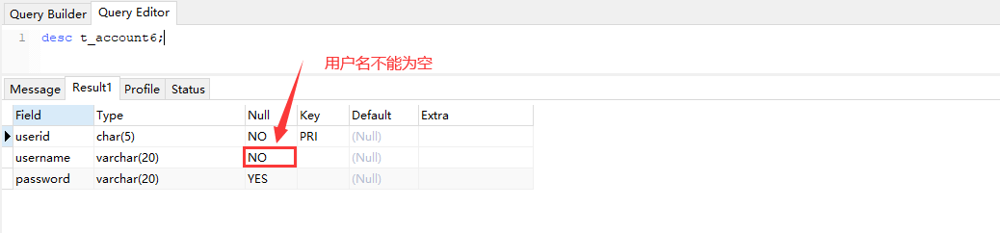 Query Builder Query Editor
1 desc t_account6;
用户名不能为空
Message Result1 Profile Status
Field Type Null Key Default Extra
userid char(5) NO PRI (Null)
username varchar(20) NO (Null)
password varchar(20) YES (Null)